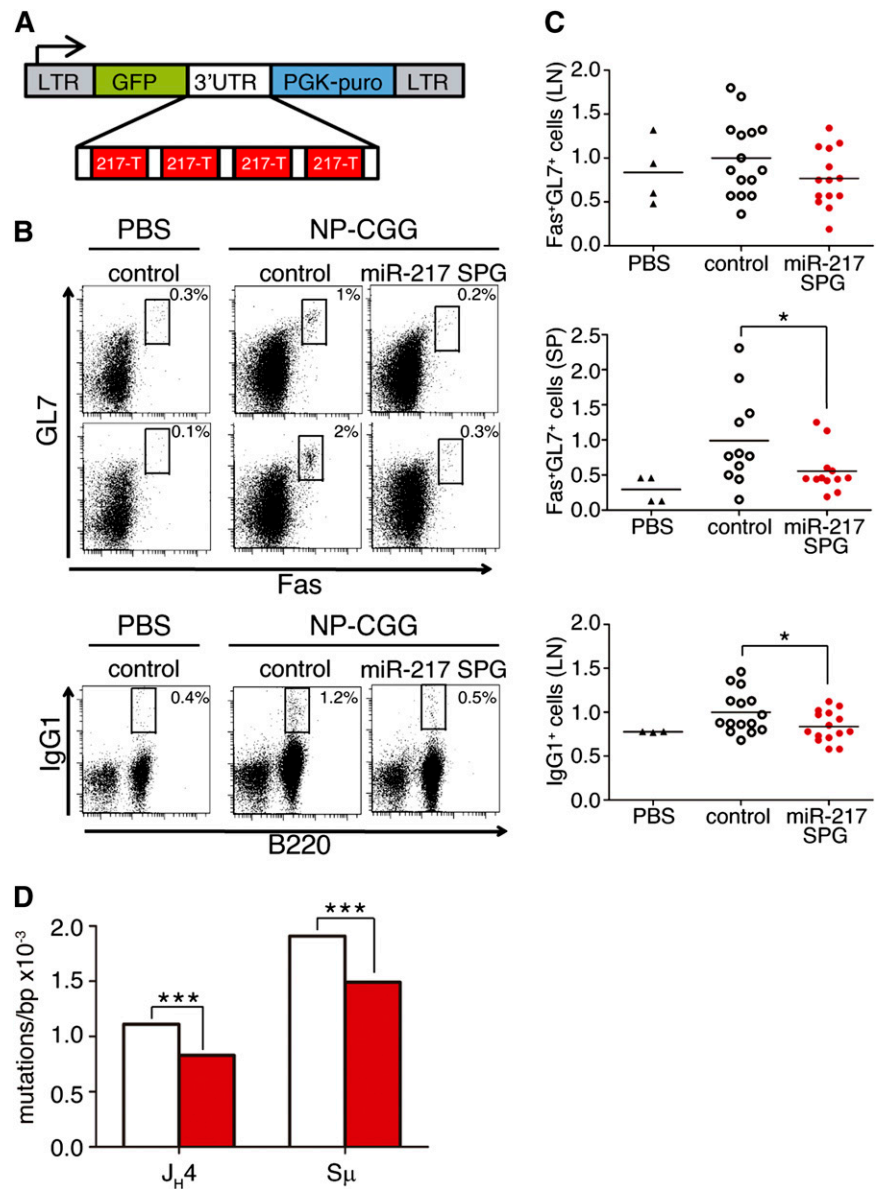 A
LTR GFP 3'UTR PGK-puro LTR
217-T 217-T 217-T 217-T
B
PBS NP-CGG
control control miR-217 SPG
0.3% 1% 0.2%
0.1% 2% 0.3%
GL7
Fas
PBS NP-CGG
control control miR-217 SPG
0.4% 1.2% 0.5%
IgG1
B220
C
Fas⁺GL7⁺ cells (LN)
2.0
1.5
1.0
0.5
0.0
PBS control miR-217
SPG
Fas⁺GL7⁺ cells (SP)
2.5
2.0
1.5
1.0
0.5
0.0
*
PBS control miR-217
SPG
IgG1⁺ cells (LN)
2.0
1.5
1.0
0.5
0.0
*
PBS control miR-217
SPG
D
mutations/bp x10⁻³
2.0
1.5
1.0
0.5
0.0
*** ***
J_H4 Sμ